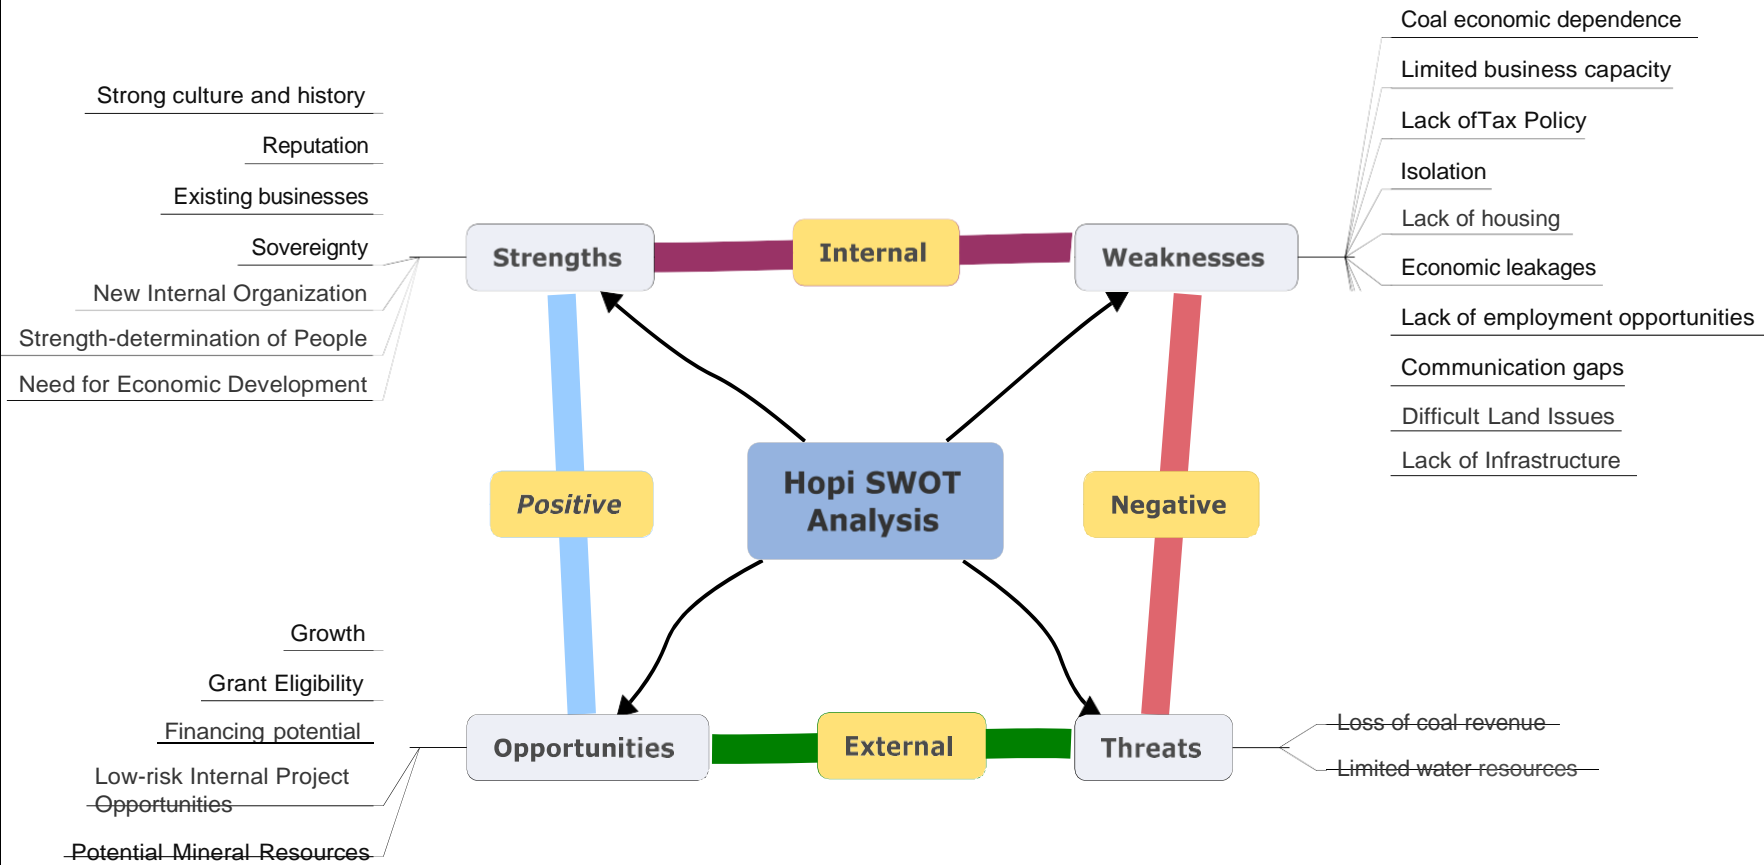 Coal economic dependence
Limited business capacity
Lack ofTax Policy
Isolation
Lack of housing
Economic leakages
Lack of employment opportunities
Communication gaps
Difficult Land Issues
Lack of Infrastructure
Strong culture and history
Reputation
Existing businesses
Sovereignty
New Internal Organization
Strength-determination of People
Need for Economic Development
Strengths
Internal
Weaknesses
Positive
Hopi SWOT
Analysis
Negative
Growth
Grant Eligibility
Financing potential
Low-risk Internal Project
Opportunities
Potential Mineral Resources
Opportunities
External
Threats
Loss of coal revenue
Limited water resources